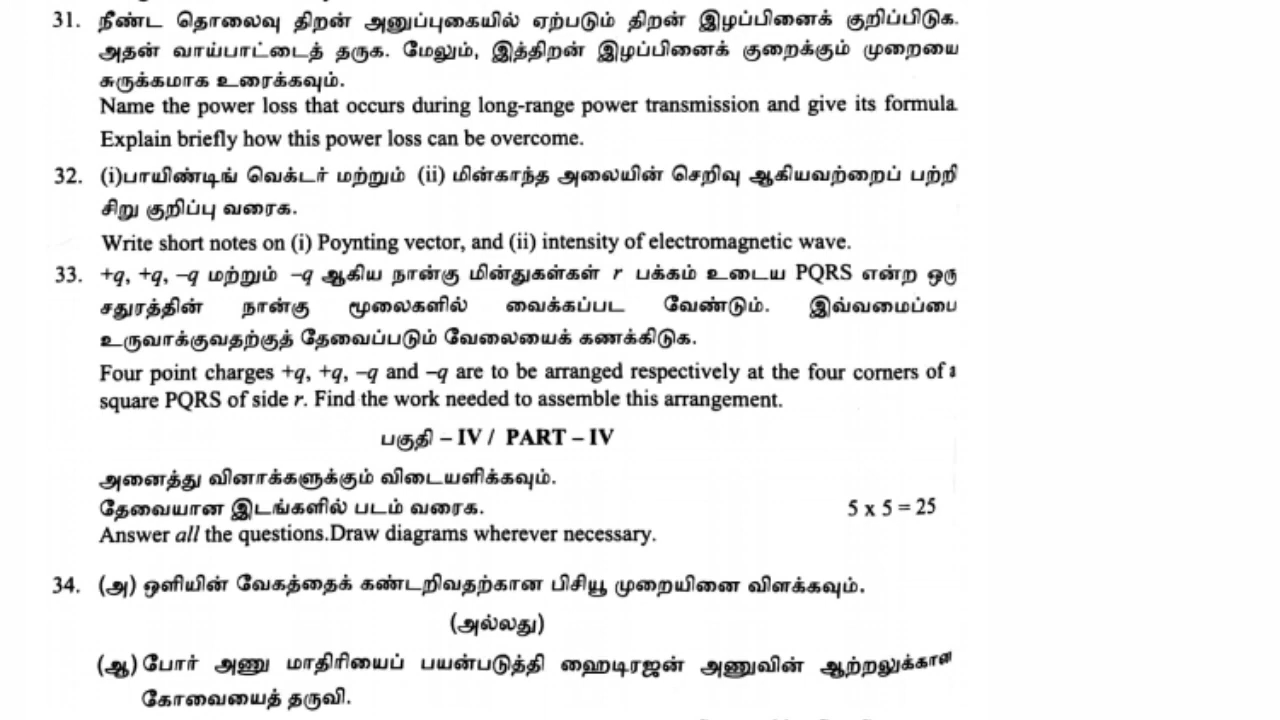 31. நீண்ட தொலைவு திறன் அனுப்புகையில் ஏற்படும் திறன் இழப்பினைக் குறிப்பிடுக.
அதன் வாய்பாட்டைத் தருக. மேலும், இத்திறன் இழப்பினைக் குறைக்கும் முறையை
சுருக்கமாக உரைக்கவும்.
Name the power loss that occurs during long-range power transmission and give its formula
Explain briefly how this power loss can be overcome.
32. (i)பாயிண்டிங் வெக்டர் மற்றும் (ii) மின்காந்த அலையின் செறிவு ஆகியவற்றைப் பற்றி
சிறு குறிப்பு வரைக.
Write short notes on (i) Poynting vector, and (ii) intensity of electromagnetic wave.
33. +q, +q, –q மற்றும் –q ஆகிய நான்கு மின்துகள்கள் r பக்கம் உடைய PQRS என்ற ஒரு
சதுரத்தின் நான்கு மூலைகளில் வைக்கப்பட வேண்டும். இவ்வமைப்பை
உருவாக்குவதற்குத் தேவைப்படும் வேலையைக் கணக்கிடுக.
Four point charges +q, +q, –q and –q are to be arranged respectively at the four corners of a
square PQRS of side r. Find the work needed to assemble this arrangement.
பகுதி – IV / PART – IV
அனைத்து வினாக்களுக்கும் விடையளிக்கவும்.
தேவையான இடங்களில் படம் வரைக. 5 x 5 = 25
Answer all the questions.Draw diagrams wherever necessary.
34. (அ) ஒளியின் வேகத்தைக் கண்டறிவதற்கான பிசியூ முறையினை விளக்கவும்.
(அல்லது)
(ஆ) போர் அணு மாதிரியைப் பயன்படுத்தி ஹைடிரஜன் அணுவின் ஆற்றலுக்கான
கோவையைத் தருவி.